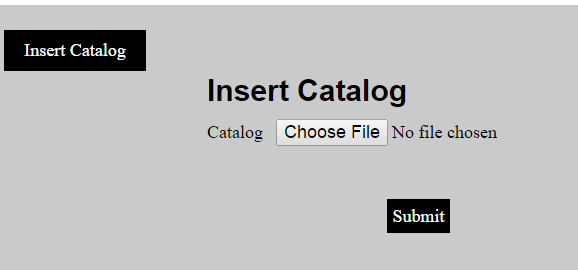 Insert Catalog
Insert Catalog
Catalog Choose File No file chosen
Submit